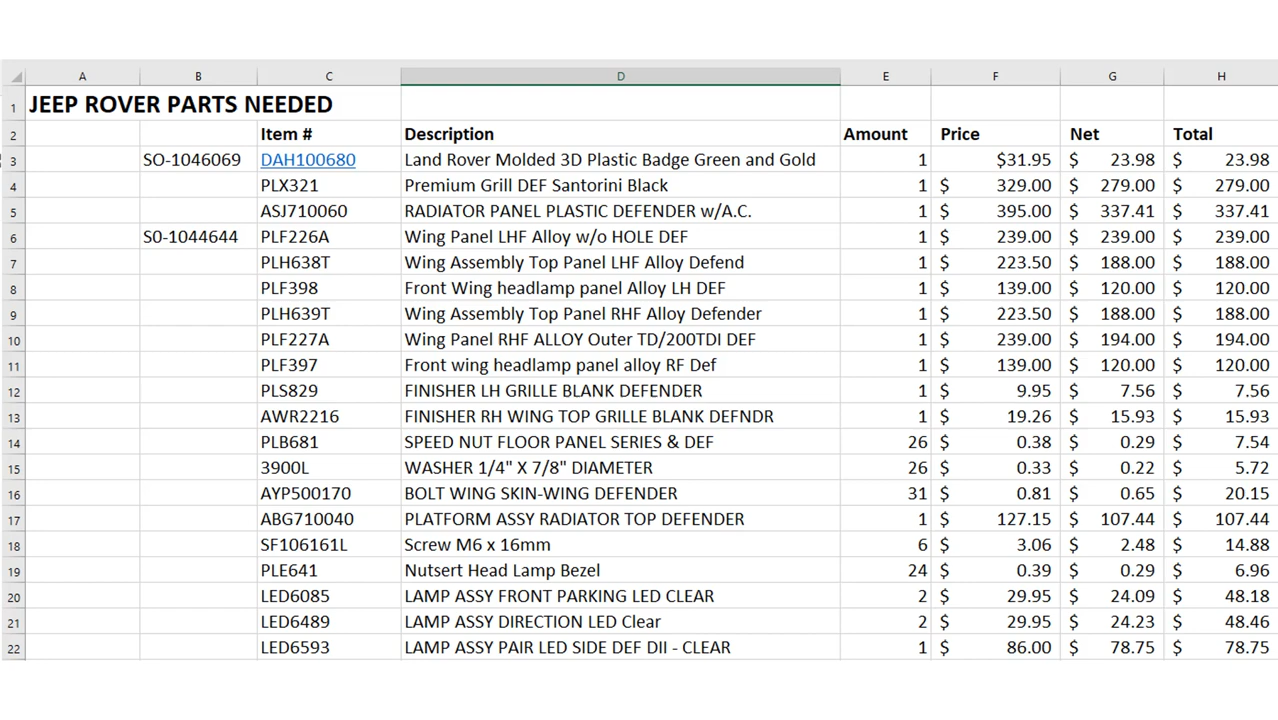 A B C D E F G H
1 JEEP ROVER PARTS NEEDED
2 Item # Description Amount Price Net Total
3 SO-1046069 DAH100680 Land Rover Molded 3D Plastic Badge Green and Gold 1 $31.95 $ 23.98 $ 23.98
4 PLX321 Premium Grill DEF Santorini Black 1 $ 329.00 $ 279.00 $ 279.00
5 ASJ710060 RADIATOR PANEL PLASTIC DEFENDER w/A.C. 1 $ 395.00 $ 337.41 $ 337.41
6 S0-1044644 PLF226A Wing Panel LHF Alloy w/o HOLE DEF 1 $ 239.00 $ 239.00 $ 239.00
7 PLH638T Wing Assembly Top Panel LHF Alloy Defend 1 $ 223.50 $ 188.00 $ 188.00
8 PLF398 Front Wing headlamp panel Alloy LH DEF 1 $ 139.00 $ 120.00 $ 120.00
9 PLH639T Wing Assembly Top Panel RHF Alloy Defender 1 $ 223.50 $ 188.00 $ 188.00
10 PLF227A Wing Panel RHF ALLOY Outer TD/200TDI DEF 1 $ 239.00 $ 194.00 $ 194.00
11 PLF397 Front wing headlamp panel alloy RF Def 1 $ 139.00 $ 120.00 $ 120.00
12 PLS829 FINISHER LH GRILLE BLANK DEFENDER 1 $ 9.95 $ 7.56 $ 7.56
13 AWR2216 FINISHER RH WING TOP GRILLE BLANK DEFNDR 1 $ 19.26 $ 15.93 $ 15.93
14 PLB681 SPEED NUT FLOOR PANEL SERIES & DEF 26 $ 0.38 $ 0.29 $ 7.54
15 3900L WASHER 1/4" X 7/8" DIAMETER 26 $ 0.33 $ 0.22 $ 5.72
16 AYP500170 BOLT WING SKIN-WING DEFENDER 31 $ 0.81 $ 0.65 $ 20.15
17 ABG710040 PLATFORM ASSY RADIATOR TOP DEFENDER 1 $ 127.15 $ 107.44 $ 107.44
18 SF106161L Screw M6 x 16mm 6 $ 3.06 $ 2.48 $ 14.88
19 PLE641 Nutsert Head Lamp Bezel 24 $ 0.39 $ 0.29 $ 6.96
20 LED6085 LAMP ASSY FRONT PARKING LED CLEAR 2 $ 29.95 $ 24.09 $ 48.18
21 LED6489 LAMP ASSY DIRECTION LED Clear 2 $ 29.95 $ 24.23 $ 48.46
22 LED6593 LAMP ASSY PAIR LED SIDE DEF DII - CLEAR 1 $ 86.00 $ 78.75 $ 78.75